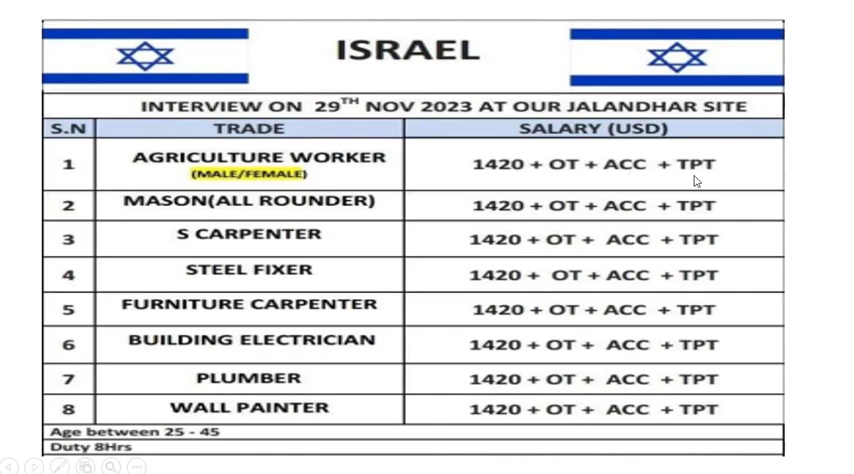 ISRAEL
INTERVIEW ON 29TH NOV 2023 AT OUR JALANDHAR SITE
S.N TRADE SALARY (USD)
1 AGRICULTURE WORKER (MALE/FEMALE) 1420 + OT + ACC + TPT
2 MASON(ALL ROUNDER) 1420 + OT + ACC + TPT
3 S CARPENTER 1420 + OT + ACC + TPT
4 STEEL FIXER 1420 + OT + ACC + TPT
5 FURNITURE CARPENTER 1420 + OT + ACC + TPT
6 BUILDING ELECTRICIAN 1420 + OT + ACC + TPT
7 PLUMBER 1420 + OT + ACC + TPT
8 WALL PAINTER 1420 + OT + ACC + TPT
Age between 25 - 45
Duty 8Hrs